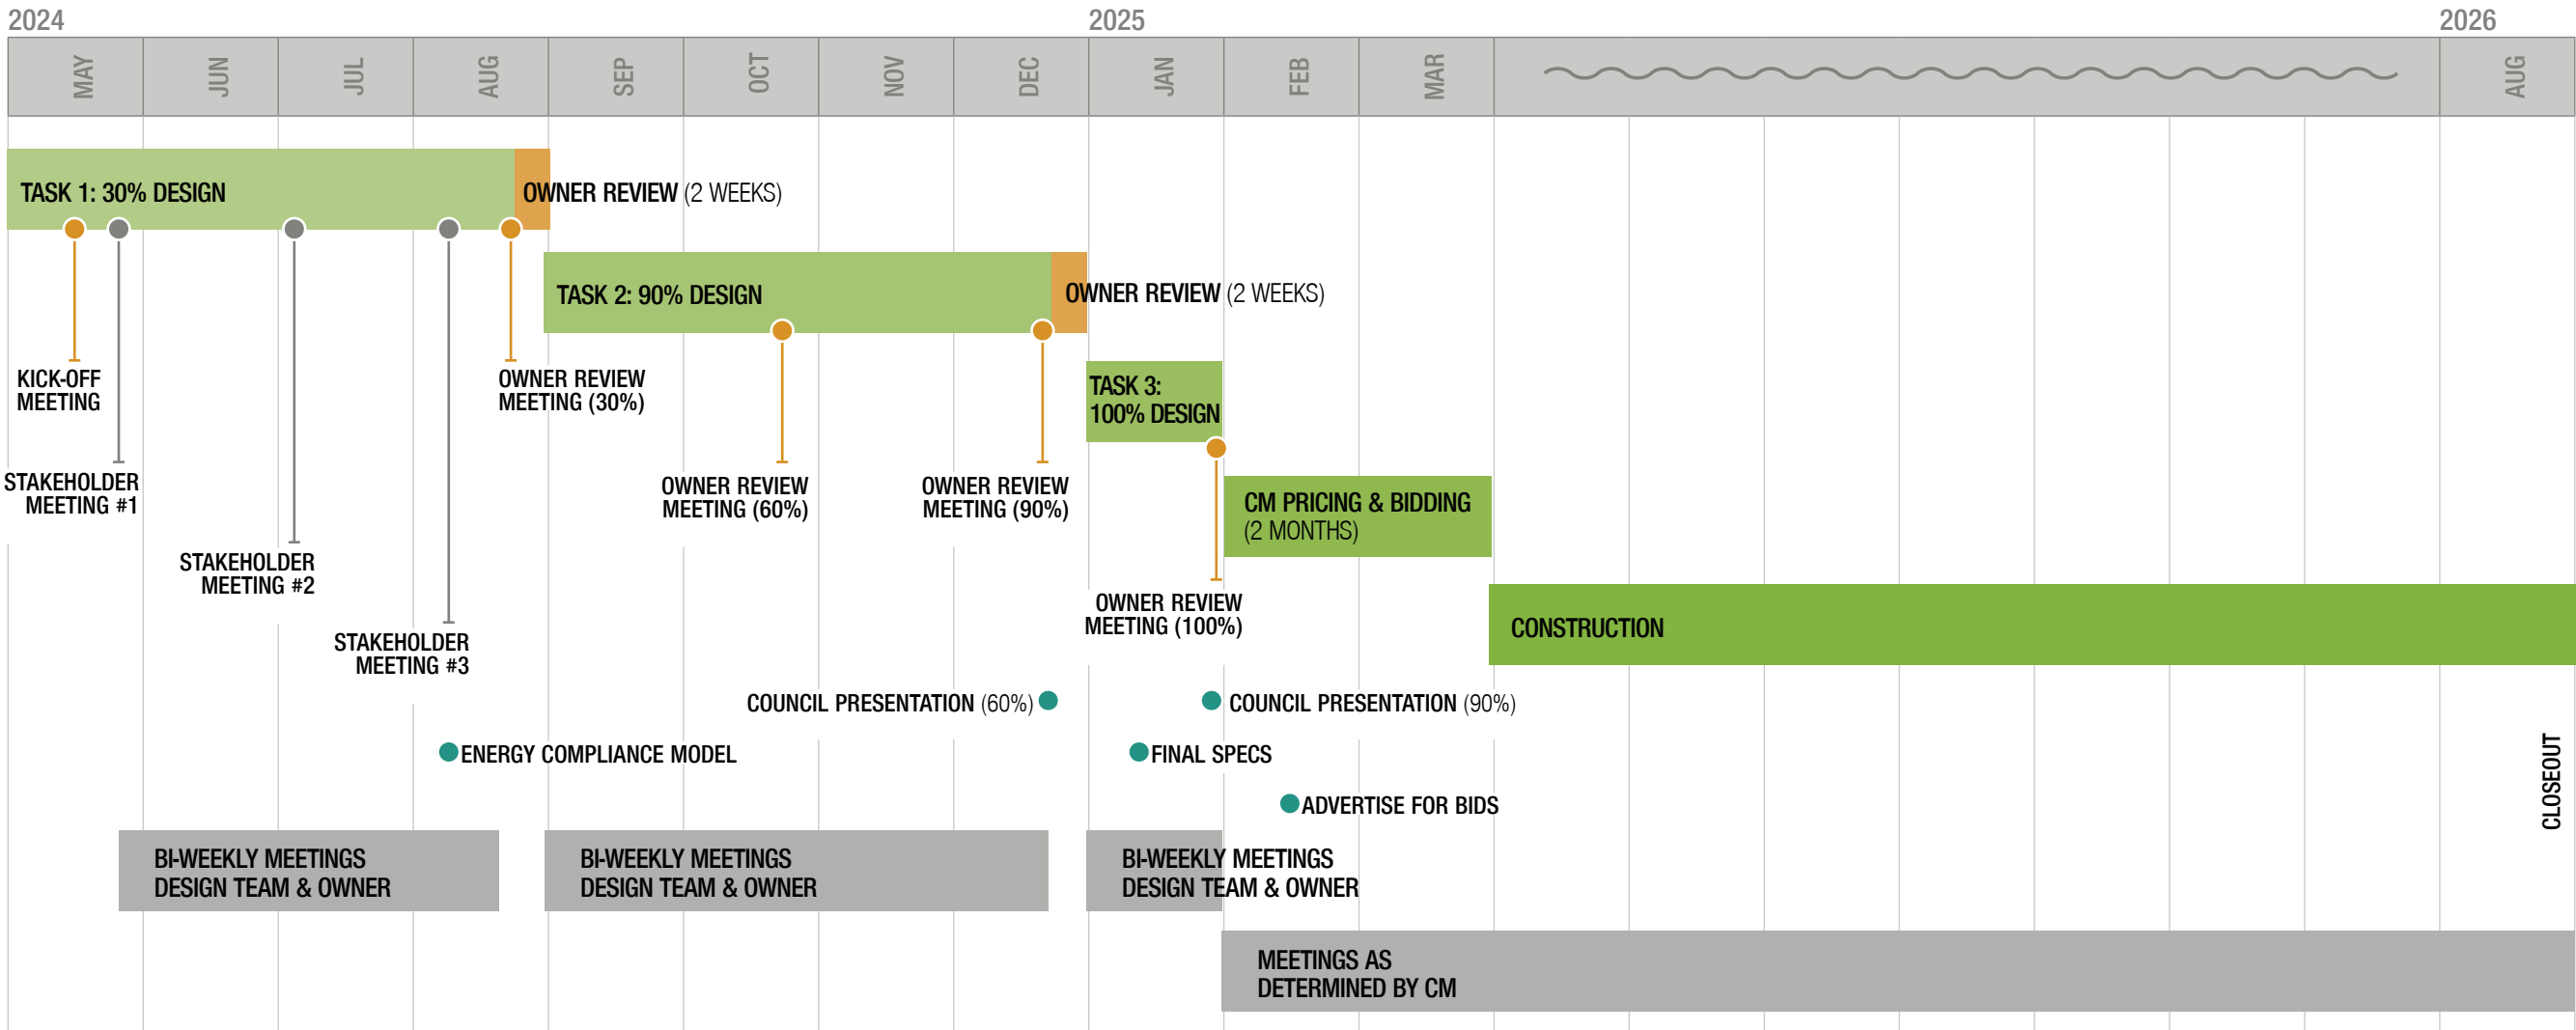 2024
2025
2026
MAY
JUN
JUL
AUG
SEP
OCT
NOV
DEC
JAN
FEB
MAR
AUG
TASK 1: 30% DESIGN
OWNER REVIEW (2 WEEKS)
TASK 2: 90% DESIGN
OWNER REVIEW (2 WEEKS)
KICK-OFF
MEETING
OWNER REVIEW
MEETING (30%)
TASK 3:
100% DESIGN
STAKEHOLDER
MEETING #1
OWNER REVIEW
MEETING (60%)
OWNER REVIEW
MEETING (90%)
CM PRICING & BIDDING
(2 MONTHS)
STAKEHOLDER
MEETING #2
OWNER REVIEW
MEETING (100%)
CONSTRUCTION
STAKEHOLDER
MEETING #3
COUNCIL PRESENTATION (60%)
COUNCIL PRESENTATION (90%)
ENERGY COMPLIANCE MODEL
FINAL SPECS
ADVERTISE FOR BIDS
CLOSEOUT
BI-WEEKLY MEETINGS
DESIGN TEAM & OWNER
BI-WEEKLY MEETINGS
DESIGN TEAM & OWNER
BI-WEEKLY MEETINGS
DESIGN TEAM & OWNER
MEETINGS AS
DETERMINED BY CM